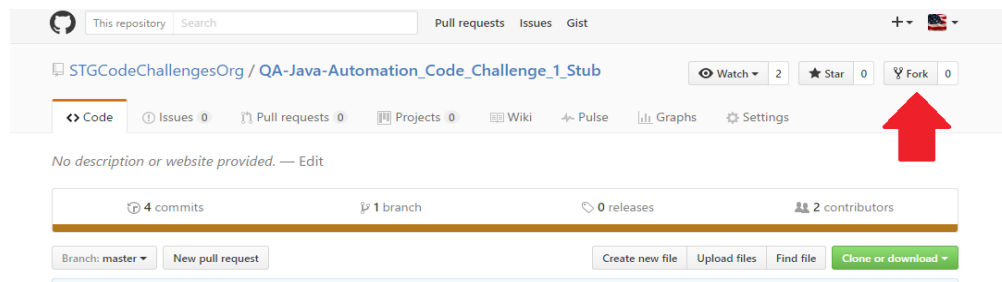 This repository Search Pull requests Issues Gist
STGCodeChallengesOrg / QA-Java-Automation_Code_Challenge_1_Stub Watch 2 Star 0 Fork 0
Code Issues 0 Pull requests 0 Projects 0 Wiki Pulse Graphs Settings
No description or website provided. — Edit
4 commits 1 branch 0 releases 2 contributors
Branch: master New pull request Create new file Upload files Find file Clone or download